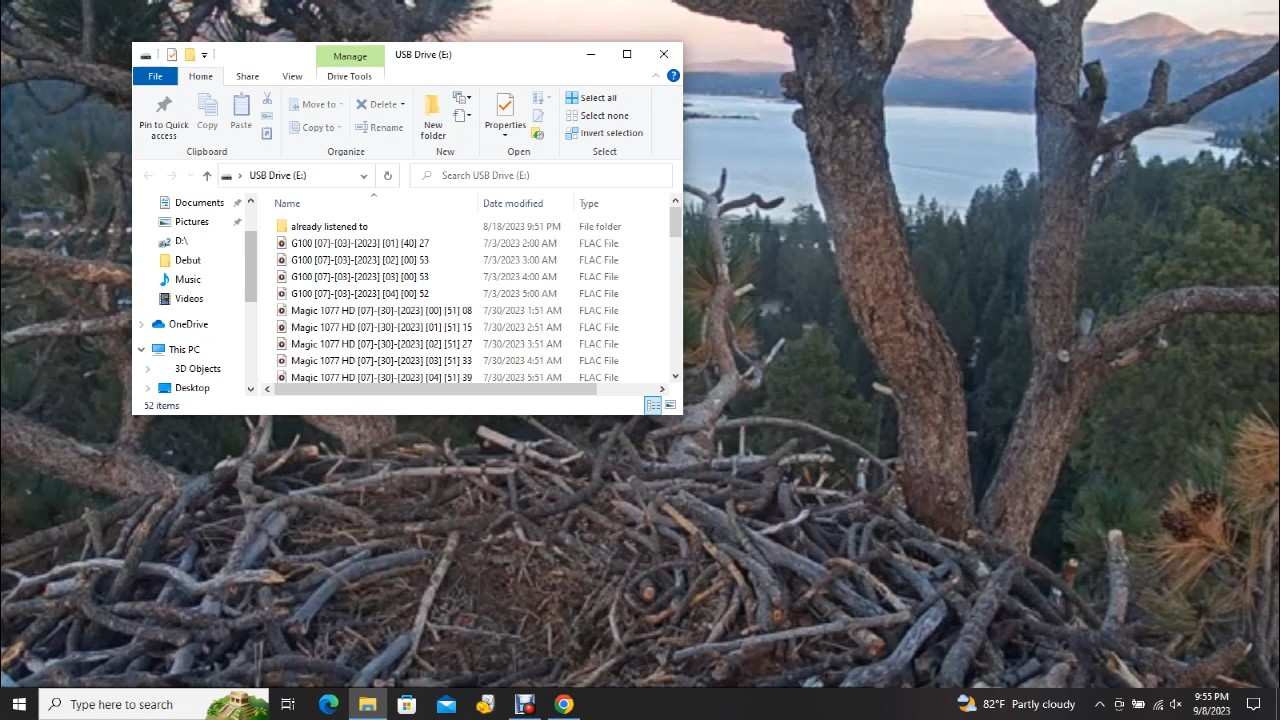 Manage
USB Drive (E:)
File
Home
Share
View
Drive Tools
Pin to Quick access
Copy
Paste
Clipboard
Move to
Copy to
Delete
Rename
Organize
New folder
New
Properties
Open
Select all
Select none
Invert selection
Select
USB Drive (E:)
Search USB Drive (E:)
Documents
Pictures
D:\
Debut
Music
Videos
OneDrive
This PC
3D Objects
Desktop
Name Date modified Type
already listened to 8/18/2023 9:51 PM File folder
G100 [07]-[03]-[2023] [01] [40] 27 7/3/2023 2:00 AM FLAC File
G100 [07]-[03]-[2023] [02] [00] 53 7/3/2023 3:00 AM FLAC File
G100 [07]-[03]-[2023] [03] [00] 53 7/3/2023 4:00 AM FLAC File
G100 [07]-[03]-[2023] [04] [00] 52 7/3/2023 5:00 AM FLAC File
Magic 1077 HD [07]-[30]-[2023] [00] [51] 08 7/30/2023 1:51 AM FLAC File
Magic 1077 HD [07]-[30]-[2023] [01] [51] 15 7/30/2023 2:51 AM FLAC File
Magic 1077 HD [07]-[30]-[2023] [02] [51] 27 7/30/2023 3:51 AM FLAC File
Magic 1077 HD [07]-[30]-[2023] [03] [51] 33 7/30/2023 4:51 AM FLAC File
Magic 1077 HD [07]-[30]-[2023] [04] [51] 39 7/30/2023 5:51 AM FLAC File
52 items
Type here to search
82°F Partly cloudy
9:55 PM
9/8/2023